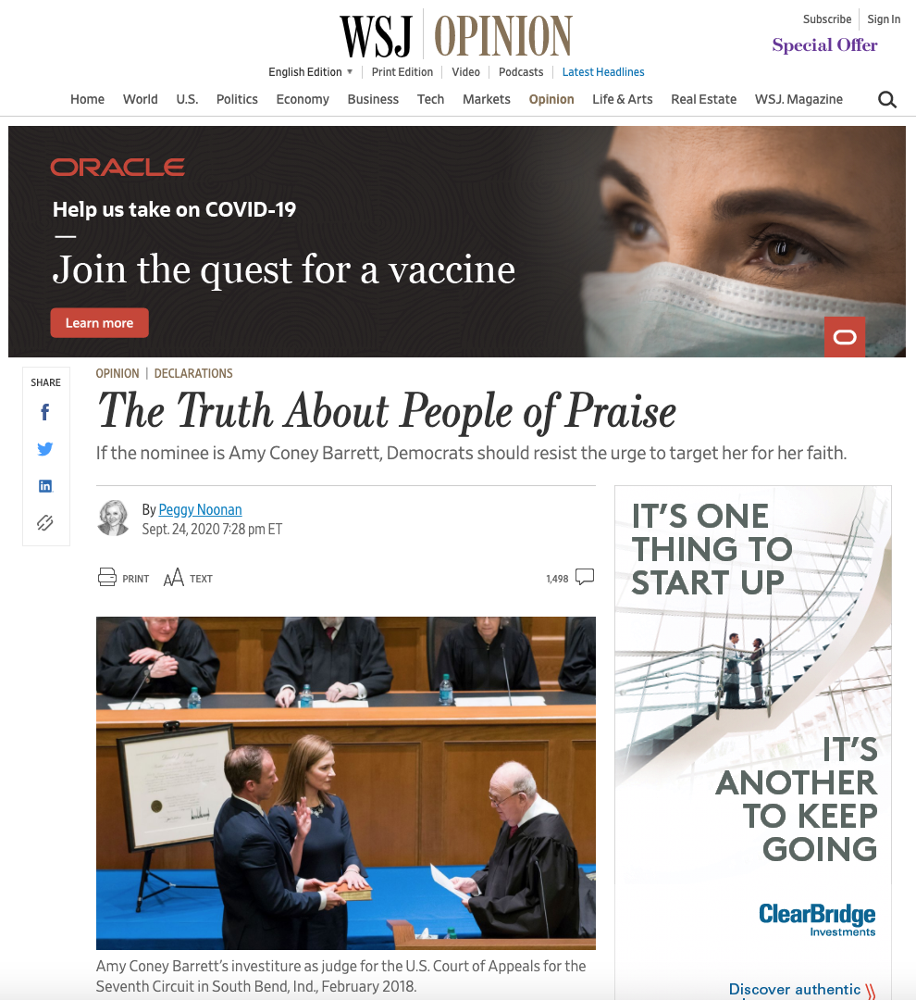 WSJ OPINION
Subscribe Sign In
Special Offer
English Edition Print Edition Video Podcasts Latest Headlines
Home World U.S. Politics Economy Business Tech Markets Opinion Life & Arts Real Estate WSJ. Magazine
ORACLE
Help us take on COVID-19
Join the quest for a vaccine
Learn more
SHARE
OPINION | DECLARATIONS
The Truth About People of Praise
If the nominee is Amy Coney Barrett, Democrats should resist the urge to target her for her faith.
By Peggy Noonan
Sept. 24, 2020 7:28 pm ET
PRINT TEXT
1,498
Amy Coney Barrett's investiture as judge for the U.S. Court of Appeals for the
Seventh Circuit in South Bend, Ind., February 2018.
IT'S ONE
THING TO
START UP
IT'S
ANOTHER
TO KEEP
GOING
ClearBridge
Investments
Discover authentic